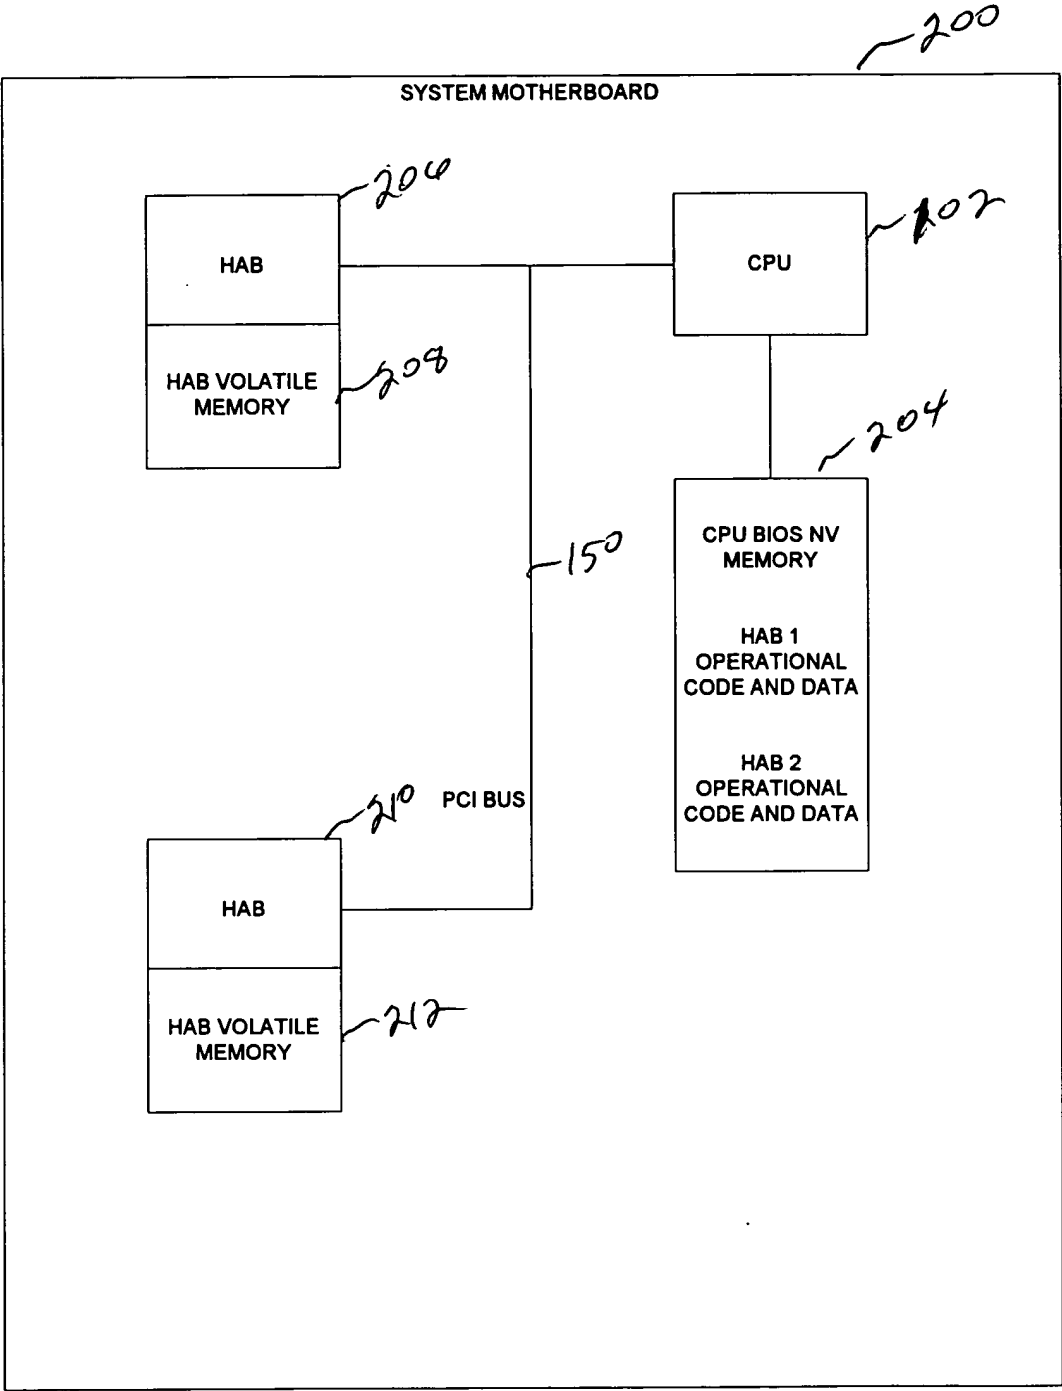 200
SYSTEM MOTHERBOARD
206
202
HAB
CPU
HAB VOLATILE
MEMORY
208
204
CPU BIOS NV
MEMORY
150
HAB 1
OPERATIONAL
CODE AND DATA
HAB 2
OPERATIONAL
CODE AND DATA
210
PCI BUS
HAB
HAB VOLATILE
MEMORY
212